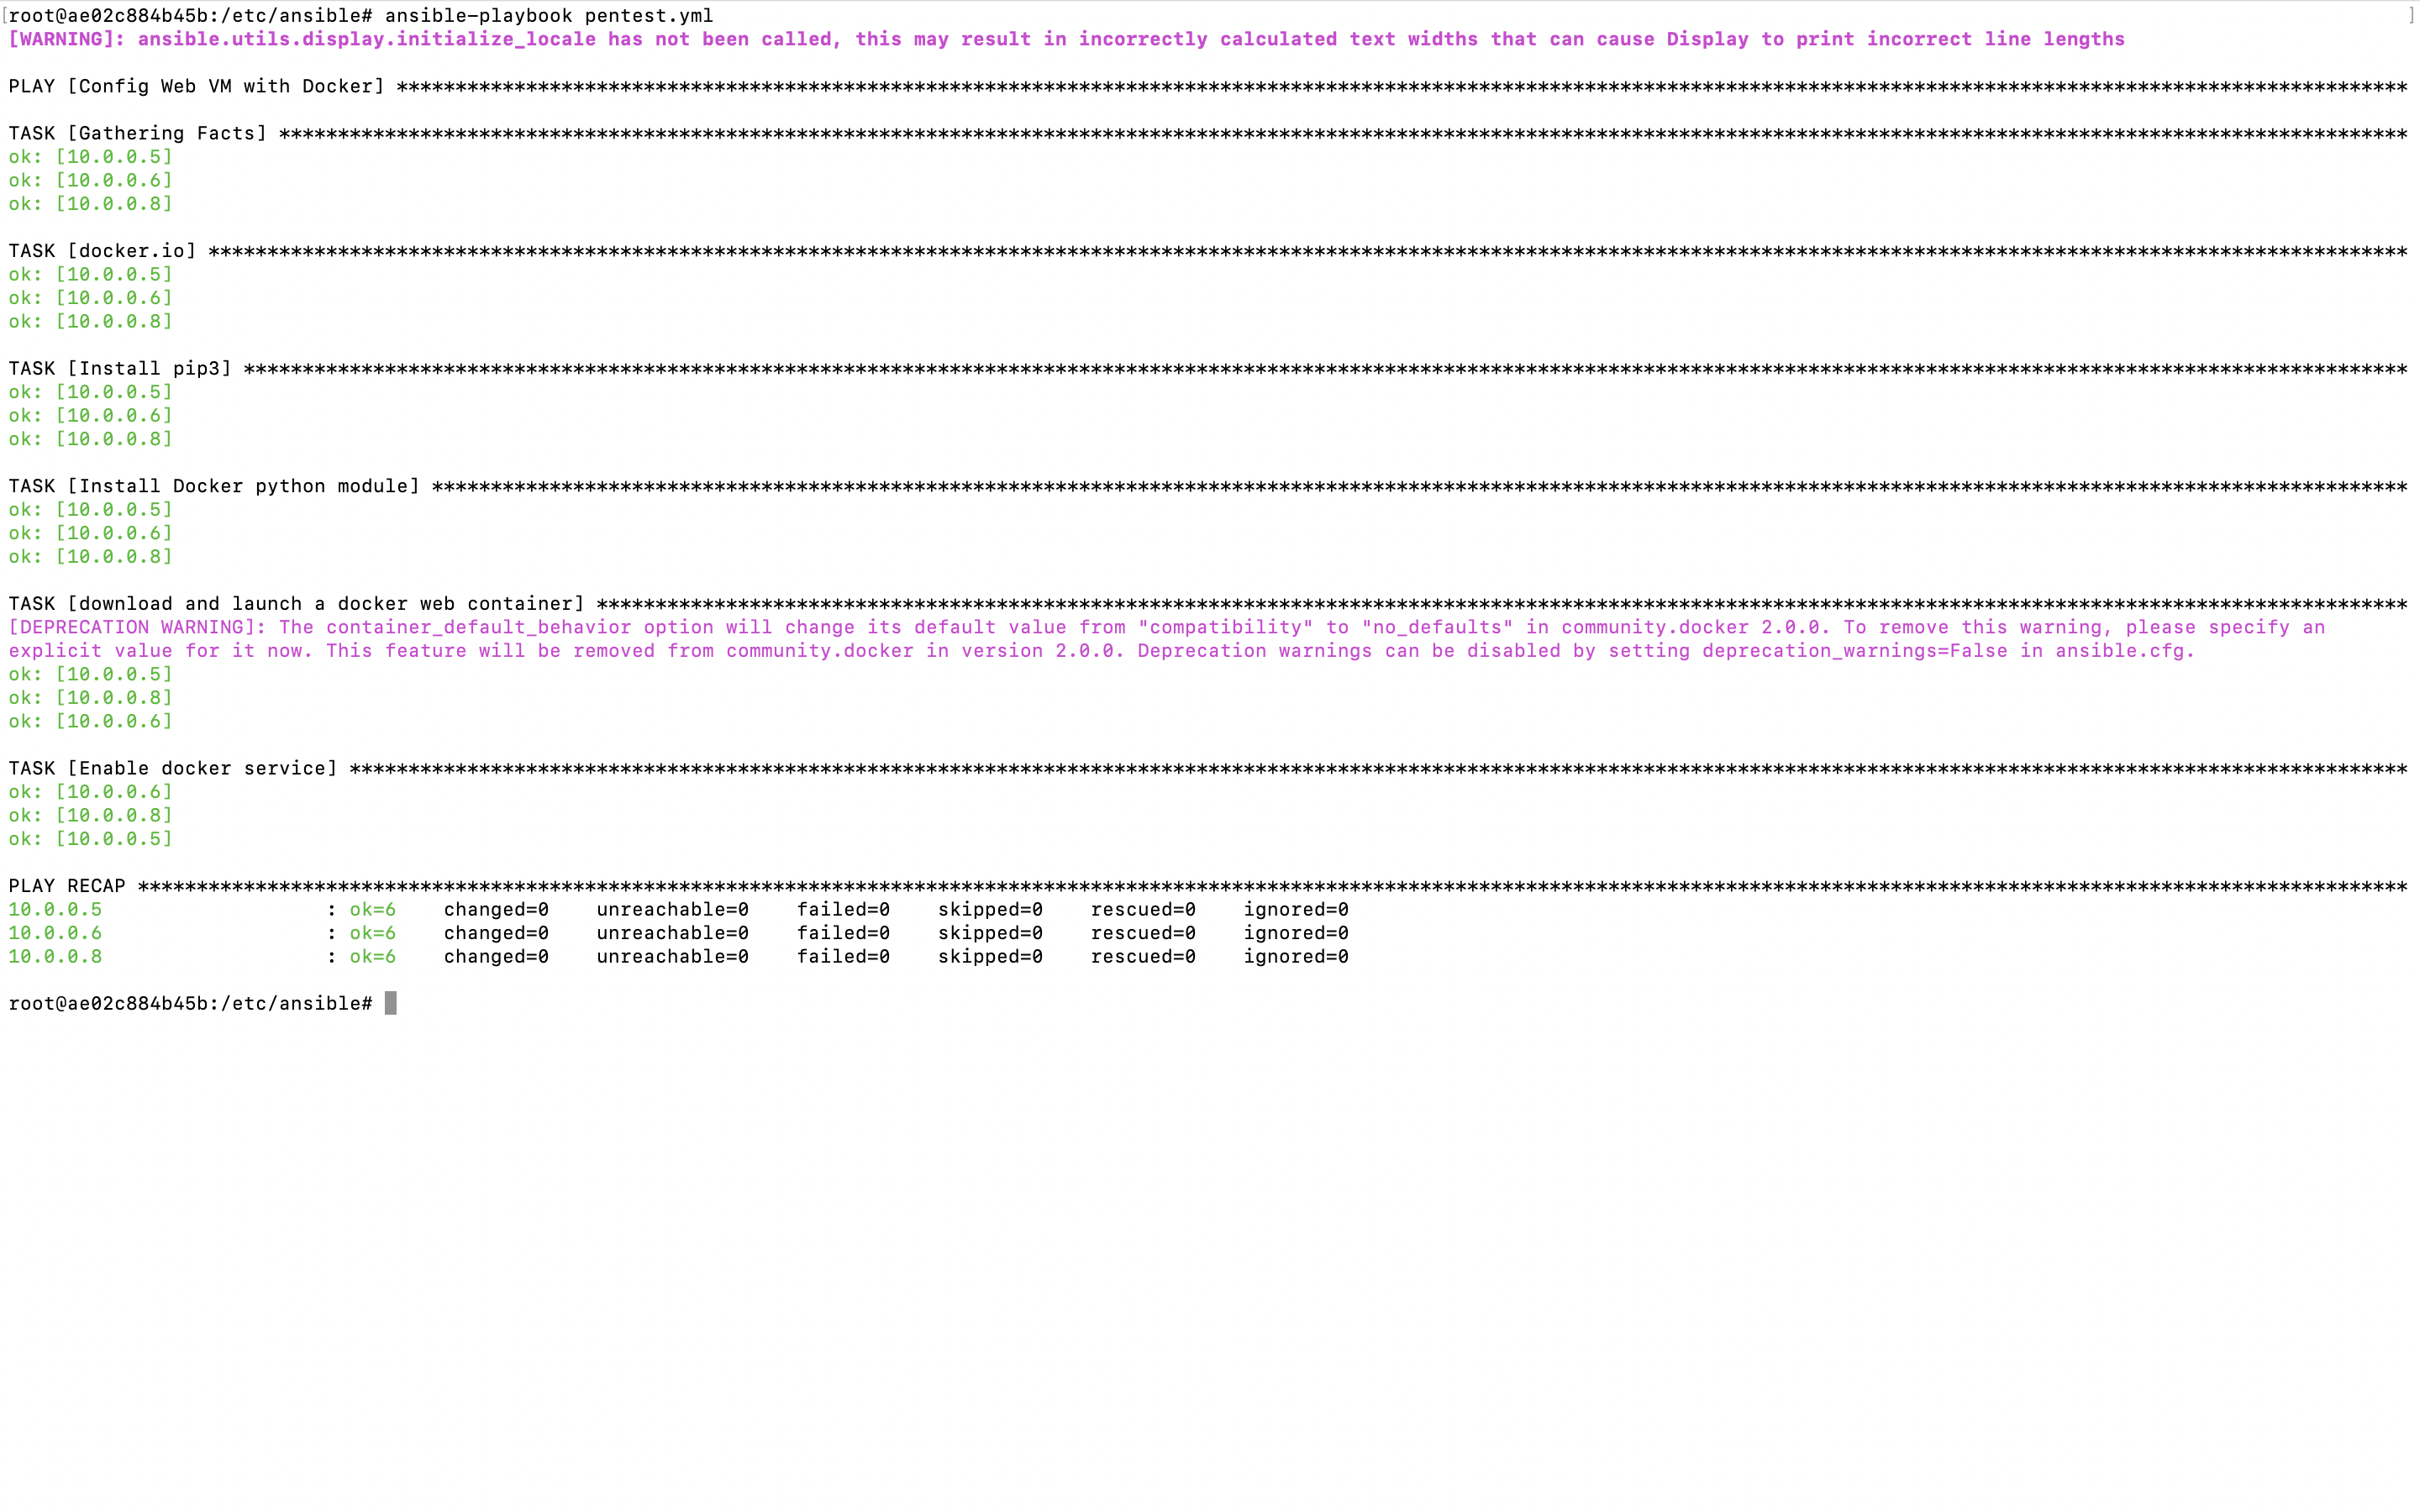 [root@ae02c884b45b:/etc/ansible# ansible-playbook pentest.yml ]
[WARNING]: ansible.utils.display.initialize_locale has not been called, this may result in incorrectly calculated text widths that can cause Display to print incorrect line lengths
PLAY [Config Web VM with Docker] ***************************************************************************************************************************************************************************
TASK [Gathering Facts] *************************************************************************************************************************************************************************************
ok: [10.0.0.5]
ok: [10.0.0.6]
ok: [10.0.0.8]
TASK [docker.io] *******************************************************************************************************************************************************************************************
ok: [10.0.0.5]
ok: [10.0.0.6]
ok: [10.0.0.8]
TASK [Install pip3] ****************************************************************************************************************************************************************************************
ok: [10.0.0.5]
ok: [10.0.0.6]
ok: [10.0.0.8]
TASK [Install Docker python module] ************************************************************************************************************************************************************************
ok: [10.0.0.5]
ok: [10.0.0.6]
ok: [10.0.0.8]
TASK [download and launch a docker web container] **********************************************************************************************************************************************************
[DEPRECATION WARNING]: The container_default_behavior option will change its default value from "compatibility" to "no_defaults" in community.docker 2.0.0. To remove this warning, please specify an
explicit value for it now. This feature will be removed from community.docker in version 2.0.0. Deprecation warnings can be disabled by setting deprecation_warnings=False in ansible.cfg.
ok: [10.0.0.5]
ok: [10.0.0.8]
ok: [10.0.0.6]
TASK [Enable docker service] *******************************************************************************************************************************************************************************
ok: [10.0.0.6]
ok: [10.0.0.8]
ok: [10.0.0.5]
PLAY RECAP *************************************************************************************************************************************************************************************************
10.0.0.5                   : ok=6    changed=0    unreachable=0    failed=0    skipped=0    rescued=0    ignored=0
10.0.0.6                   : ok=6    changed=0    unreachable=0    failed=0    skipped=0    rescued=0    ignored=0
10.0.0.8                   : ok=6    changed=0    unreachable=0    failed=0    skipped=0    rescued=0    ignored=0
root@ae02c884b45b:/etc/ansible#